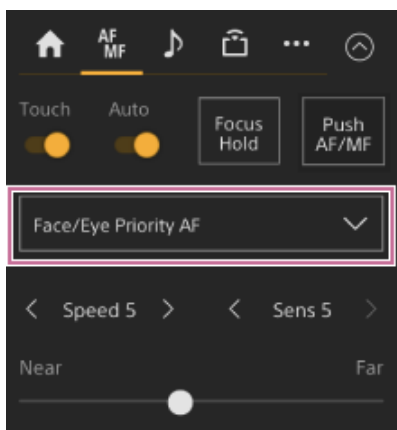 AF
MF
Touch
Auto
Focus
Hold
Push
AF/MF
Face/Eye Priority AF
Speed 5
Sens 5
Near
Far